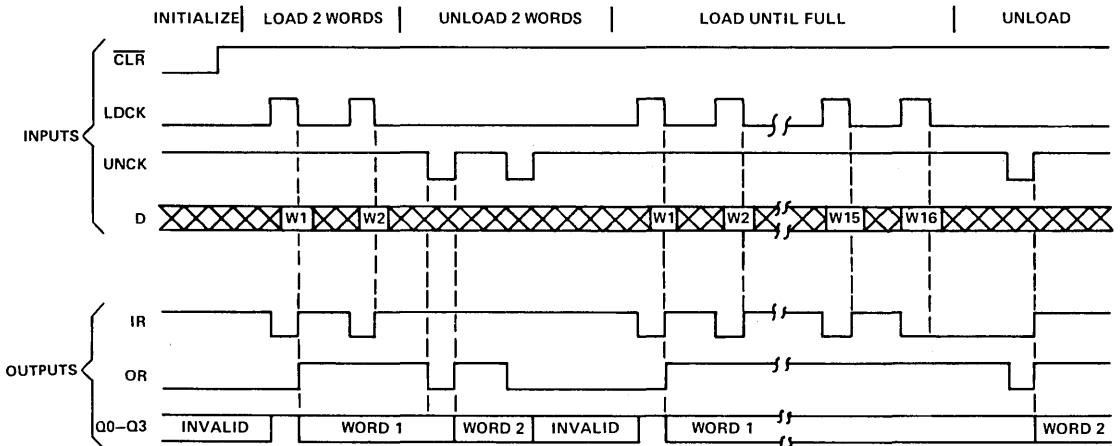 INITIALIZE LOAD 2 WORDS UNLOAD 2 WORDS LOAD UNTIL FULL UNLOAD
CLR
LDCK
INPUTS
UNCK
D W1 W2 W1 W2 W15 W16
IR
OUTPUTS
OR
Q0–Q3 INVALID WORD 1 WORD 2 INVALID WORD 1 WORD 2